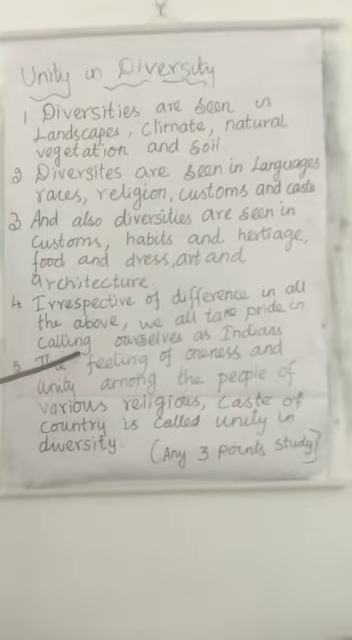 Unity in Diversity
1 Diversities are seen in
Landscapes, Climate, natural
vegetation and soil.
2 Diversites are seen in Languages
races, religion, customs and caste
3 And also diversities are seen in
Customs, habits and hertiage,
food and dress, art and
architecture.
4 Irrespective of difference in all
the above, we all take pride in
calling ourselves as Indians
5 The feeling of oneness and
Unity among the people of
various religious, caste of
country is called unity in
diversity. (Any 3 points study)